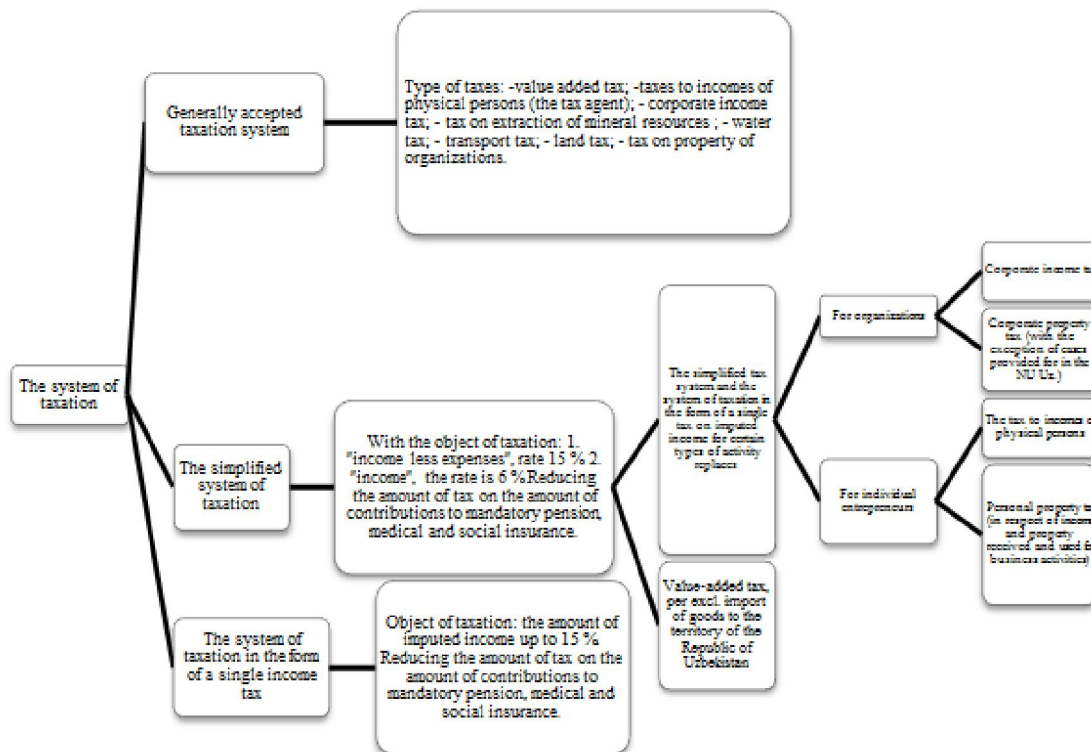 Generally accepted
taxation system
Type of taxes: -value added tax; -taxes to incomes of
physical persons (the tax agent); - corporate income
tax; - tax on extraction of mineral resources ; - water
tax; - transport tax; - land tax; - tax on property of
organizations.
The system of
taxation
The simplified
system of
taxation
With the object of taxation: 1.
"income less expenses", rate 15 % 2.
"income", the rate is 6 % Reducing
the amount of tax on the amount of
contributions to mandatory pension,
medical and social insurance.
The simplified tax
system and the
system of taxation in
the form of a single
tax on imputed
income for certain
types of activity
replaces
For organizations
Corporate income
Corporate property
tax (with the
exception of cases
provided for in the
NU Uz.)
For individual
entrepreneurs
The tax to incomes
physical persons
Personal property
(in respect of
and property
received and used
business activities)
Value-added tax,
per excl. import
of goods to the
territory of the
Republic of
Uzbekistan
The system of
taxation in the form
of a single income
tax
Object of taxation: the amount of
imputed income up to 15 %
Reducing the amount of tax on the
amount of contributions to
mandatory pension, medical and
social insurance.